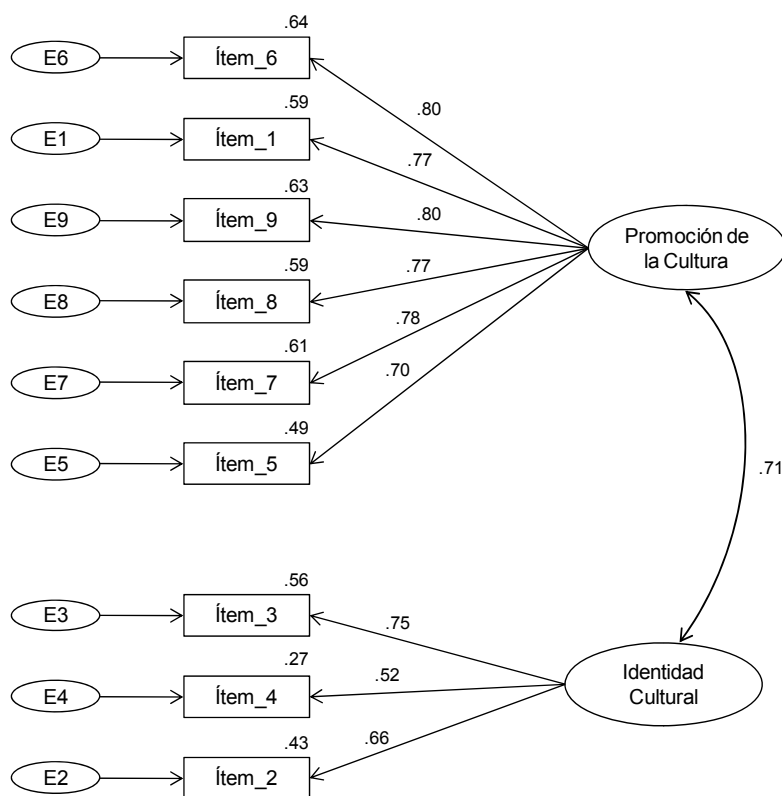 .64
E6
Ítem_6
.80
.59
E1
Ítem_1
.77
.63
E9
Ítem_9
.80
Promoción de
la Cultura
.59
E8
Ítem_8
.77
.61
E7
Ítem_7
.78
.49
E5
Ítem_5
.70
.71
.56
E3
Ítem_3
.75
.27
E4
Ítem_4
.52
Identidad
Cultural
.43
E2
Ítem_2
.66